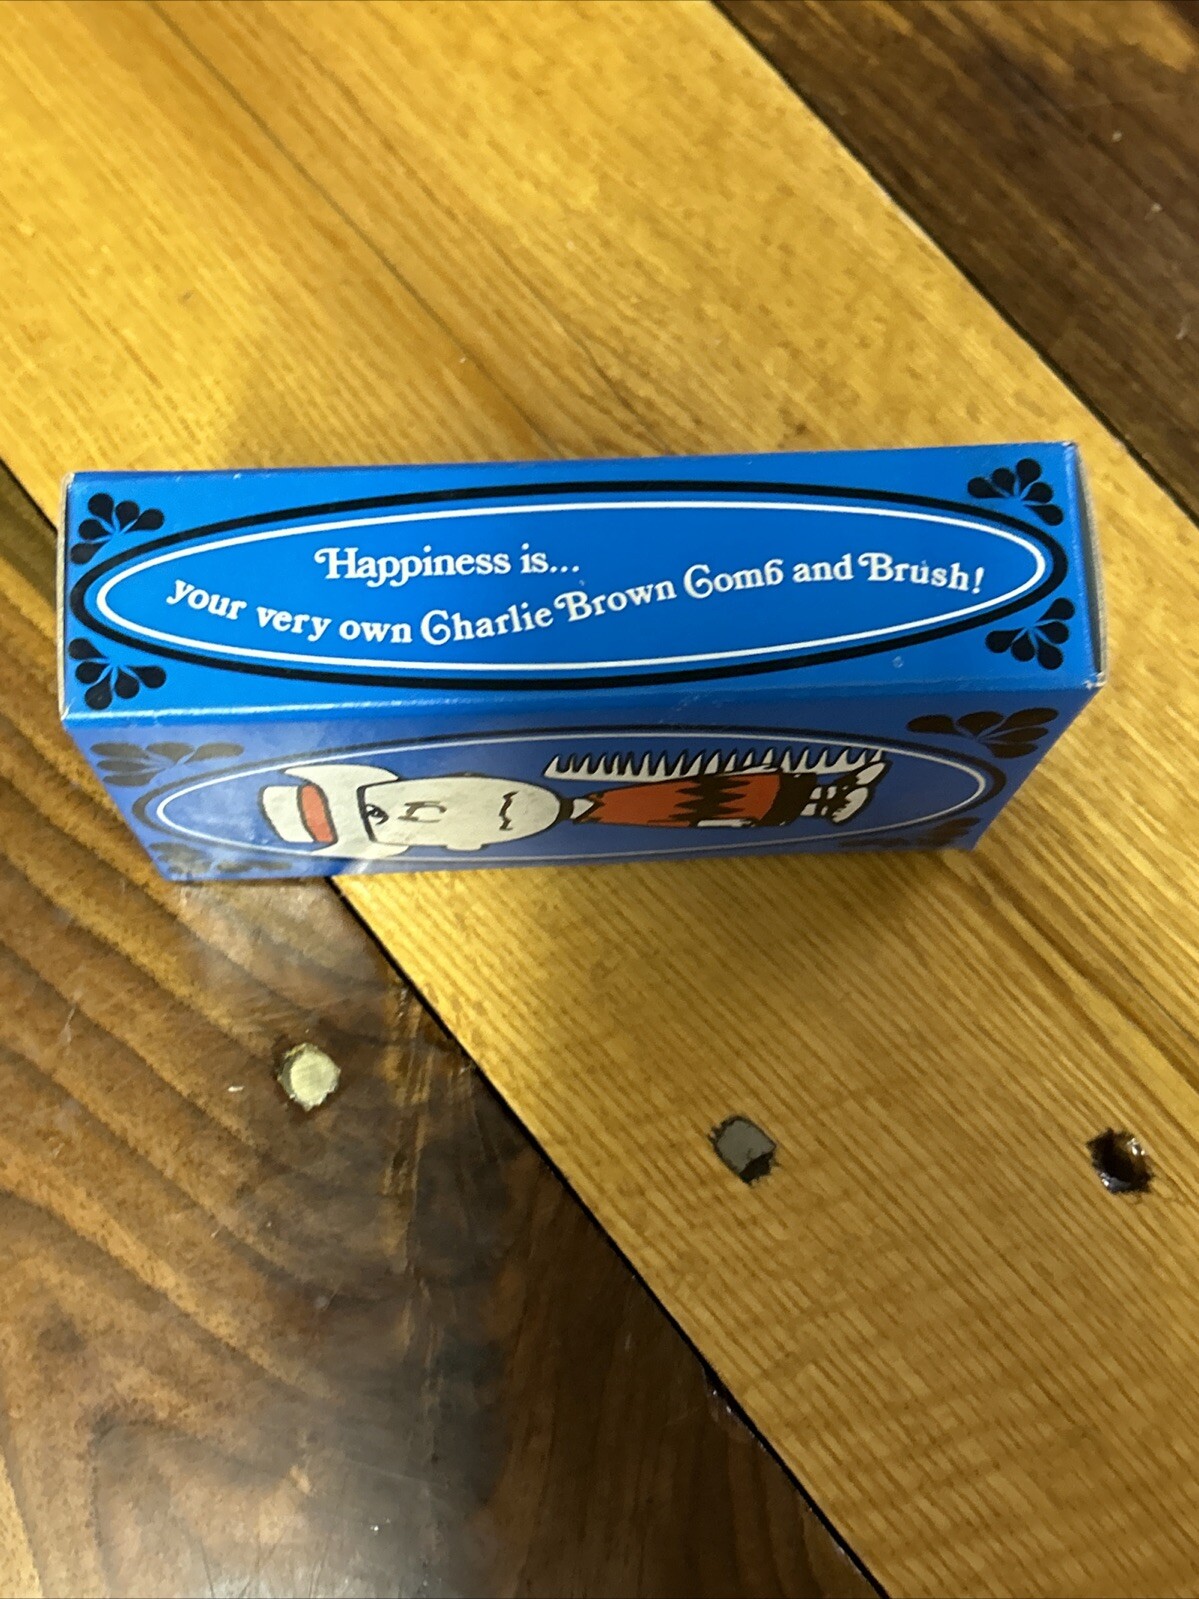 Happiness is...
your very own Charlie Brown Comb and Brush!